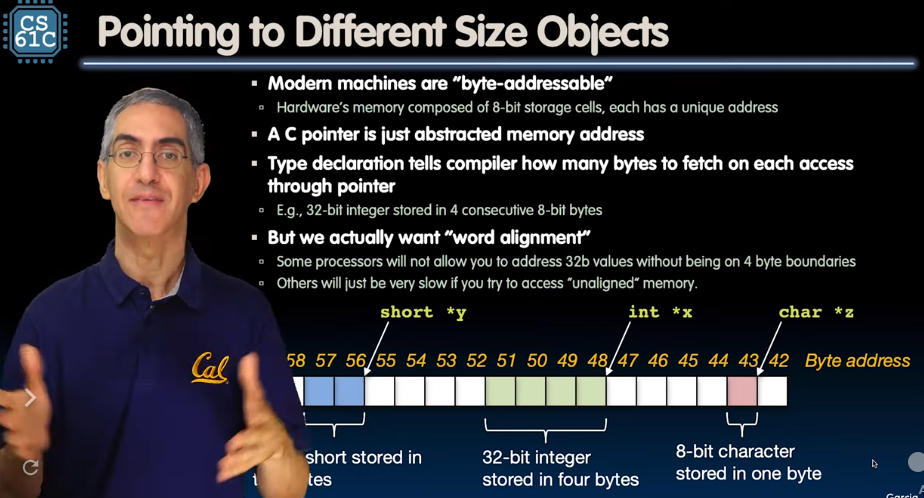 CS
61C
Pointing to Different Size Objects
Modern machines are "byte-addressable"
Hardware's memory composed of 8-bit storage cells, each has a unique address
A C pointer is just abstracted memory address
Type declaration tells compiler how many bytes to fetch on each access
through pointer
E.g., 32-bit integer stored in 4 consecutive 8-bit bytes
But we actually want "word alignment"
Some processors will not allow you to address 32b values without being on 4 byte boundaries
Others will just be very slow if you try to access "unaligned" memory.
short *y int *x char *z
58 57 56 55 54 53 52 51 50 49 48 47 46 45 44 43 42 Byte address
Cal
short stored in
32-bit integer
stored in four bytes
8-bit character
stored in one byte
Garcia